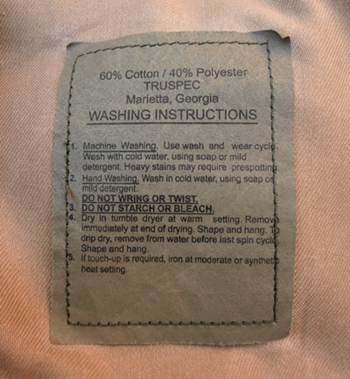 60% Cotton / 40% Polyester
TRUSPEC
Marietta, Georgia
WASHING INSTRUCTIONS
1. Machine Washing. Use wash and wear cycle.
Wash with cold water, using soap or mild
detergent. Heavy stains may require prespotting
2. Hand Washing. Wash in cold water, using soap or
mild detergent.
DO NOT WRING OR TWIST.
3. DO NOT STARCH OR BLEACH.
4. Dry in tumble dryer at warm setting. Remove
immediately at end of drying. Shape and hang. To
drip dry, remove from water before last spin cycle
Shape and hang.
5. If touch-up is required, iron at moderate or synthetic
heat setting.